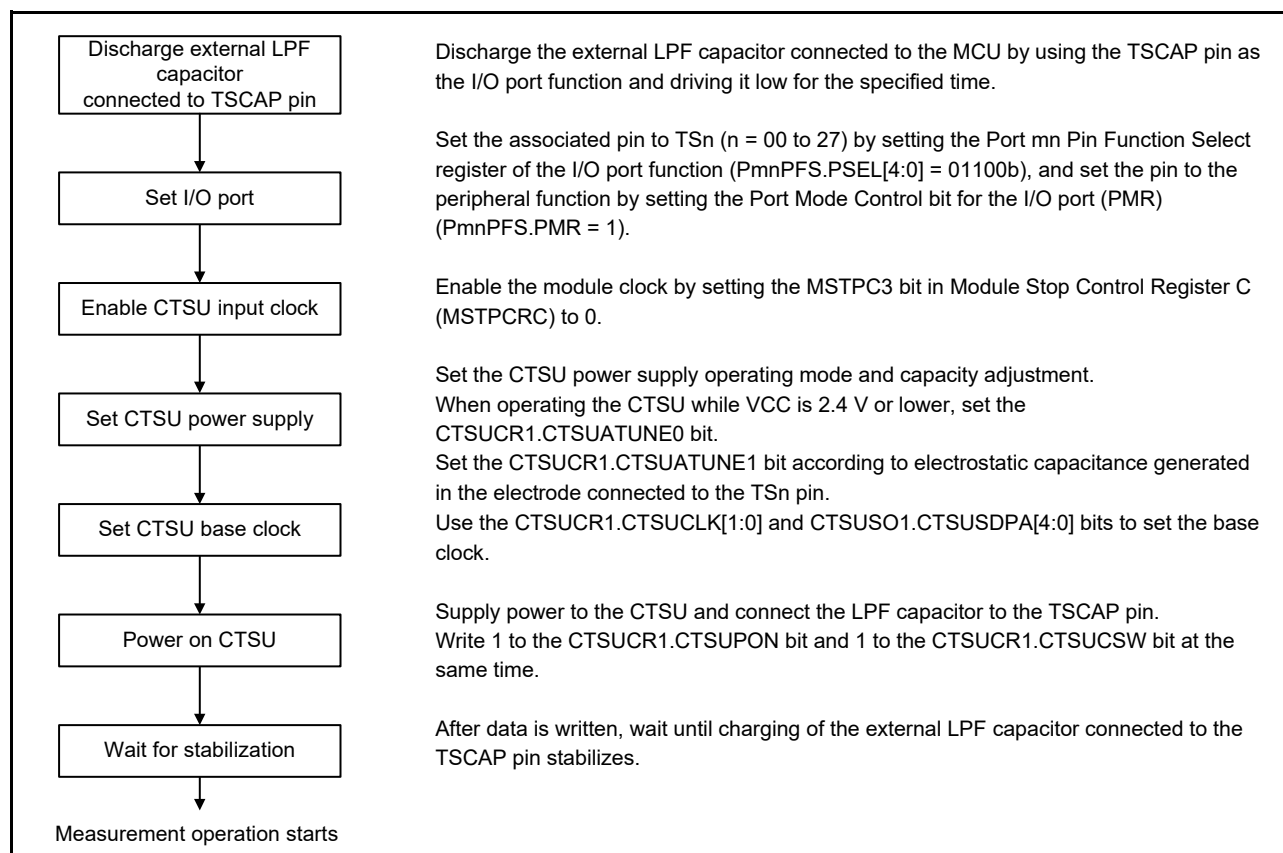 Discharge external LPF
capacitor
connected to TSCAP pin
Discharge the external LPF capacitor connected to the MCU by using the TSCAP pin as
the I/O port function and driving it low for the specified time.
Set I/O port
Set the associated pin to TSn (n = 00 to 27) by setting the Port mn Pin Function Select
register of the I/O port function (PmnPFS.PSEL[4:0] = 01100b), and set the pin to the
peripheral function by setting the Port Mode Control bit for the I/O port (PMR)
(PmnPFS.PMR = 1).
Enable CTSU input clock
Enable the module clock by setting the MSTPC3 bit in Module Stop Control Register C
(MSTPCRC) to 0.
Set CTSU power supply
Set the CTSU power supply operating mode and capacity adjustment.
When operating the CTSU while VCC is 2.4 V or lower, set the
CTSUCR1.CTSUATUNE0 bit.
Set the CTSUCR1.CTSUATUNE1 bit according to electrostatic capacitance generated
in the electrode connected to the TSn pin.
Set CTSU base clock
Use the CTSUCR1.CTSUCLK[1:0] and CTSUSO1.CTSUSDPA[4:0] bits to set the base
clock.
Power on CTSU
Supply power to the CTSU and connect the LPF capacitor to the TSCAP pin.
Write 1 to the CTSUCR1.CTSUPON bit and 1 to the CTSUCR1.CTSUCSW bit at the
same time.
Wait for stabilization
After data is written, wait until charging of the external LPF capacitor connected to the
TSCAP pin stabilizes.
Measurement operation starts